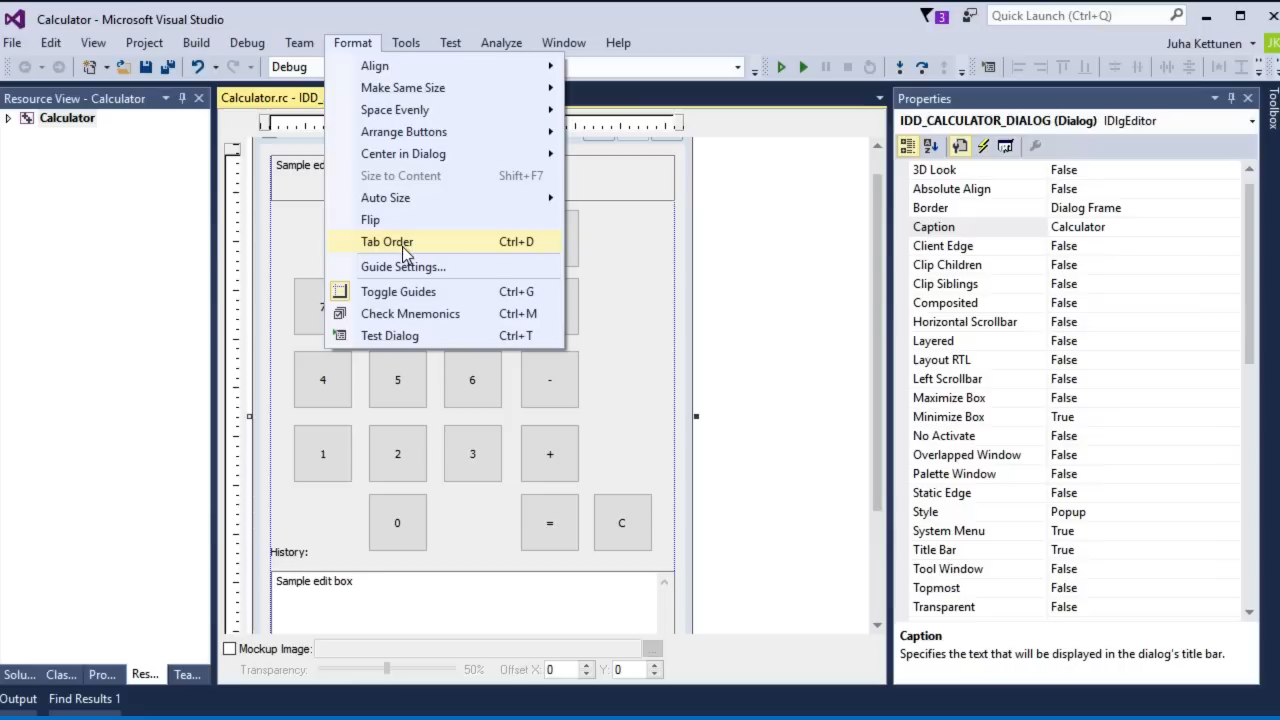 Calculator - Microsoft Visual Studio
3
Quick Launch (Ctrl+Q)
File Edit View Project Build Debug Team Format Tools Test Analyze Window Help
Juha Kettunen
JK
Debug
Resource View - Calculator
Calculator
Calculator.rc - IDD_
Align
Make Same Size
Space Evenly
Arrange Buttons
Center in Dialog
Size to Content Shift+F7
Auto Size
Flip
Tab Order Ctrl+D
Guide Settings...
Toggle Guides Ctrl+G
Check Mnemonics Ctrl+M
Test Dialog Ctrl+T
Sample ed
4 5 6 -
1 2 3 +
0 = C
History:
Sample edit box
Mockup Image:
...
Transparency: 50% Offset X: 0 Y: 0
Properties
Toolbox
IDD_CALCULATOR_DIALOG (Dialog) IDlgEditor
3D Look False
Absolute Align False
Border Dialog Frame
Caption Calculator
Client Edge False
Clip Children False
Clip Siblings False
Composited False
Horizontal Scrollbar False
Layered False
Layout RTL False
Left Scrollbar False
Maximize Box False
Minimize Box True
No Activate False
Overlapped Window False
Palette Window False
Static Edge False
Style Popup
System Menu True
Title Bar True
Tool Window False
Topmost False
Transparent False
Caption
Specifies the text that will be displayed in the dialog's title bar.
Solu... Clas... Pro... Res... Tea...
Output Find Results 1